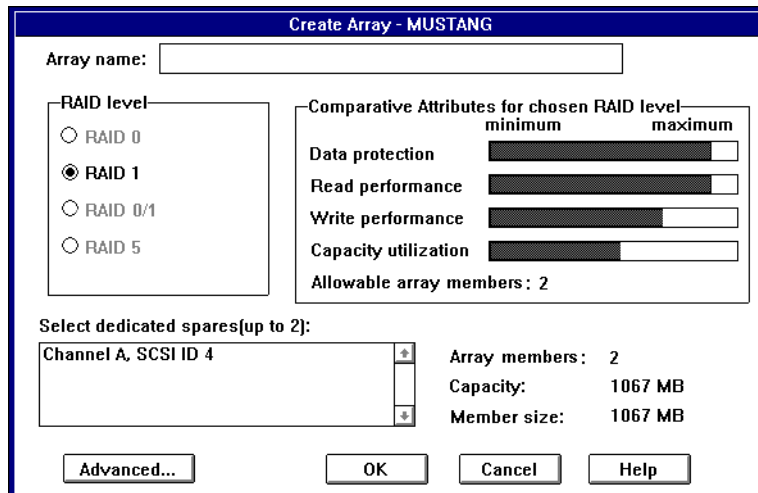 Create Array - MUSTANG
Array name:
RAID level
RAID 0
RAID 1
RAID 0/1
RAID 5
Comparative Attributes for chosen RAID level
minimum maximum
Data protection
Read performance
Write performance
Capacity utilization
Allowable array members: 2
Select dedicated spares(up to 2):
Channel A, SCSI ID 4
Array members: 2
Capacity: 1067 MB
Member size: 1067 MB
Advanced...
OK
Cancel
Help